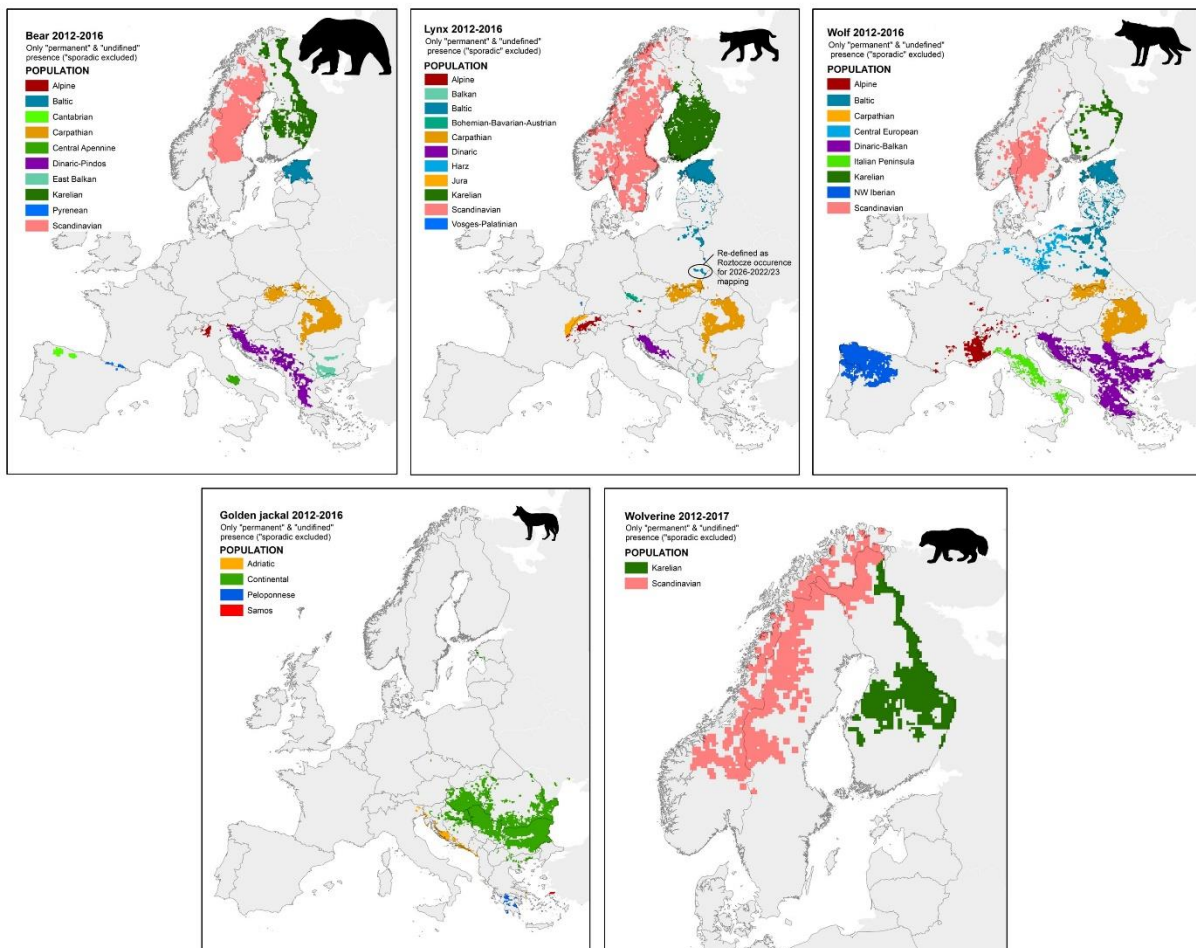 Bear 2012-2016
Only "permanent" & "undefined"
presence ("sporadic" excluded)
POPULATION
Alpine
Baltic
Cantabrian
Carpathian
Central Apennine
Dinaric-Pindos
East Balkan
Karelian
Pyrenean
Scandinavian
Lynx 2012-2016
Only "permanent" & "undifined"
presence ("sporadic" excluded)
POPULATION
Alpine
Balkan
Baltic
Bohemian-Bavarian-Austrian
Carpathian
Dinaric
Harz
Jura
Karelian
Scandinavian
Vosges-Palatinian
Re-defined as
Roztocze occurence
for 2026-2022/23
mapping
Wolf 2012-2016
Only "permanent" & "undifined"
presence ("sporadic" excluded)
POPULATION
Alpine
Baltic
Carpathian
Central European
Dinaric-Balkan
Italian Peninsula
Karelian
NW Iberian
Scandinavian
Golden jackal 2012-2016
Only "permanent" & "undifined"
presence ("sporadic excluded)
POPULATION
Adriatic
Continental
Peloponnese
Samos
Wolverine 2012-2017
Only "permanent" & "undifined"
presence ("sporadic excluded)
POPULATION
Karelian
Scandinavian